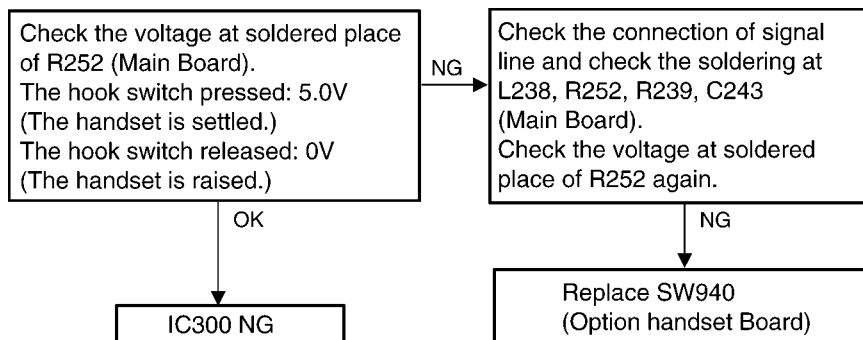 Check the voltage at soldered place
of R252 (Main Board).
The hook switch pressed: 5.0V
(The handset is settled.)
The hook switch released: 0V
(The handset is raised.)
NG
Check the connection of signal
line and check the soldering at
L238, R252, R239, C243
(Main Board).
Check the voltage at soldered
place of R252 again.
OK
NG
IC300 NG
Replace SW940
(Option handset Board)